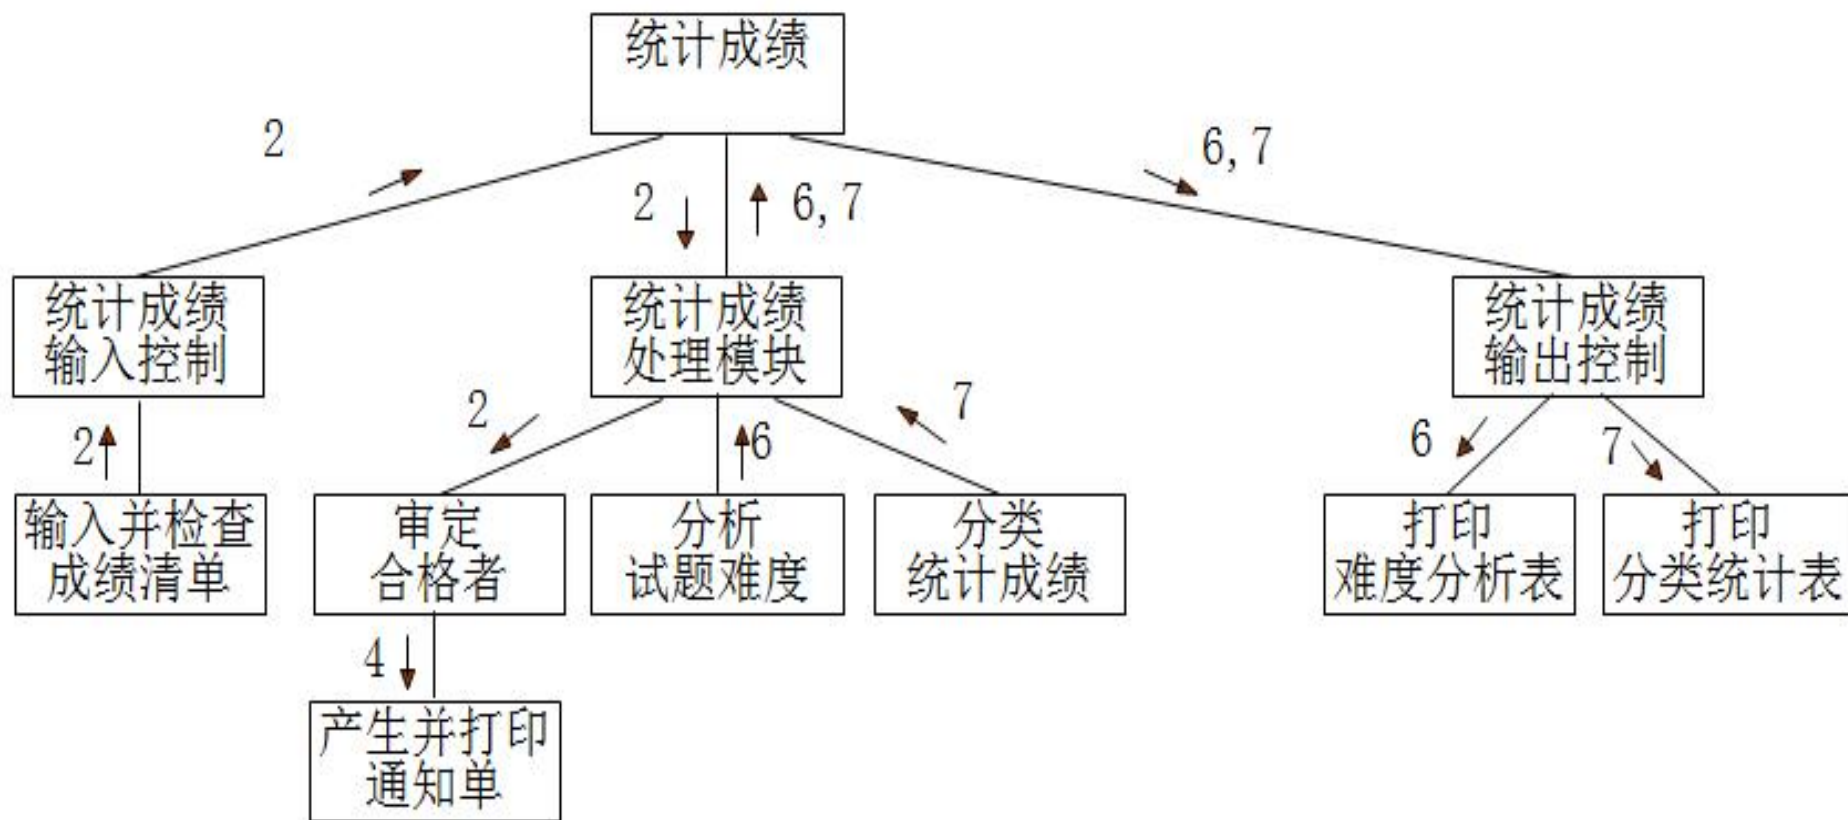 统计成绩
2
6,7
2
6,7
统计成绩
输入控制
统计成绩
处理模块
统计成绩
输出控制
2
2
6
7
6
7
输入并检查
成绩清单
审定
合格者
分析
试题难度
分类
统计成绩
打印
难度分析表
打印
分类统计表
4
产生并打印
通知单